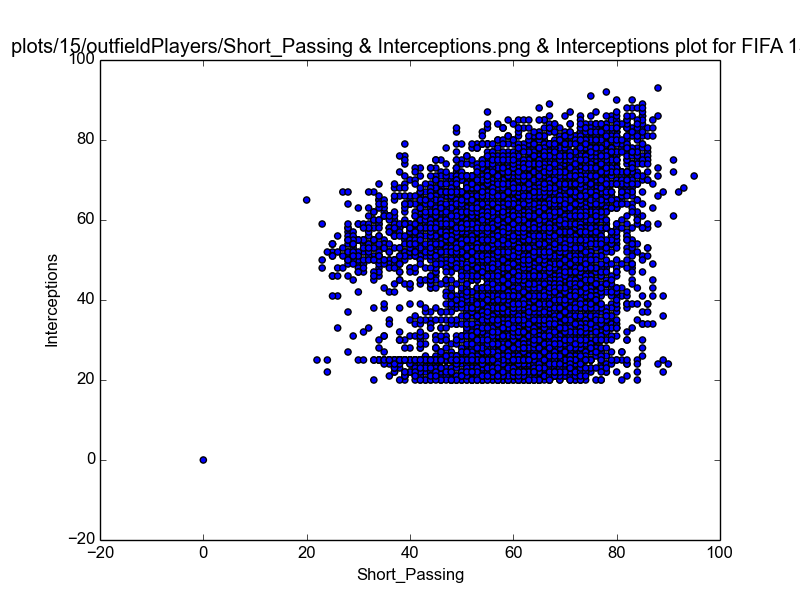 plots/15/outfieldPlayers/Short_Passing & Interceptions.png & Interceptions plot for FIFA
100
80
60
40
20
0
−20
−20 0 20 40 60 80 100
Interceptions
Short_Passing